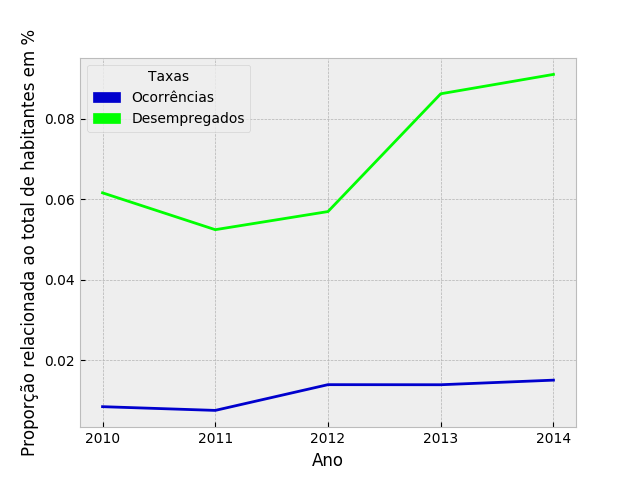 Proporção relacionada ao total de habitantes em %
Taxas
Ocorrências
Desempregados
0.08
0.06
0.04
0.02
2010 2011 2012 2013 2014
Ano